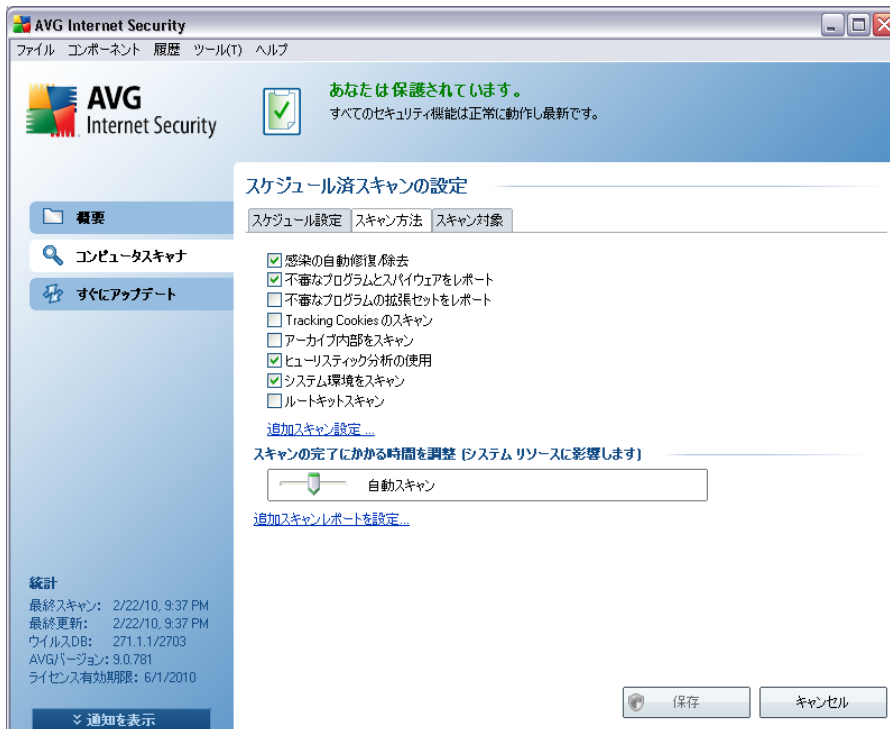 AVG Internet Security
ファイル コンポーネント 履歴 ツール(T) ヘルプ
AVG
Internet Security
あなたは保護されています。
すべてのセキュリティ機能は正常に動作し最新です。
概要
コンピュータスキャナ
すぐにアップデート
スケジュール済スキャンの設定
スケジュール設定 スキャン方法 スキャン対象
感染の自動修復/除去
不審なプログラムとスパイウェアをレポート
不審なプログラムの拡張セットをレポート
Tracking Cookies のスキャン
アーカイブ内部をスキャン
ヒューリスティック分析の使用
システム環境をスキャン
ルートキットスキャン
追加スキャン設定 ...
スキャンの完了にかかる時間を調整 (システム リソースに影響します)
自動スキャン
追加スキャンレポートを設定...
統計
最終スキャン: 2/22/10, 9:37 PM
最終更新: 2/22/10, 9:37 PM
ウイルスDB: 271.1.1/2703
AVGバージョン: 9.0.781
ライセンス有効期限: 6/1/2010
通知を表示
保存 キャンセル